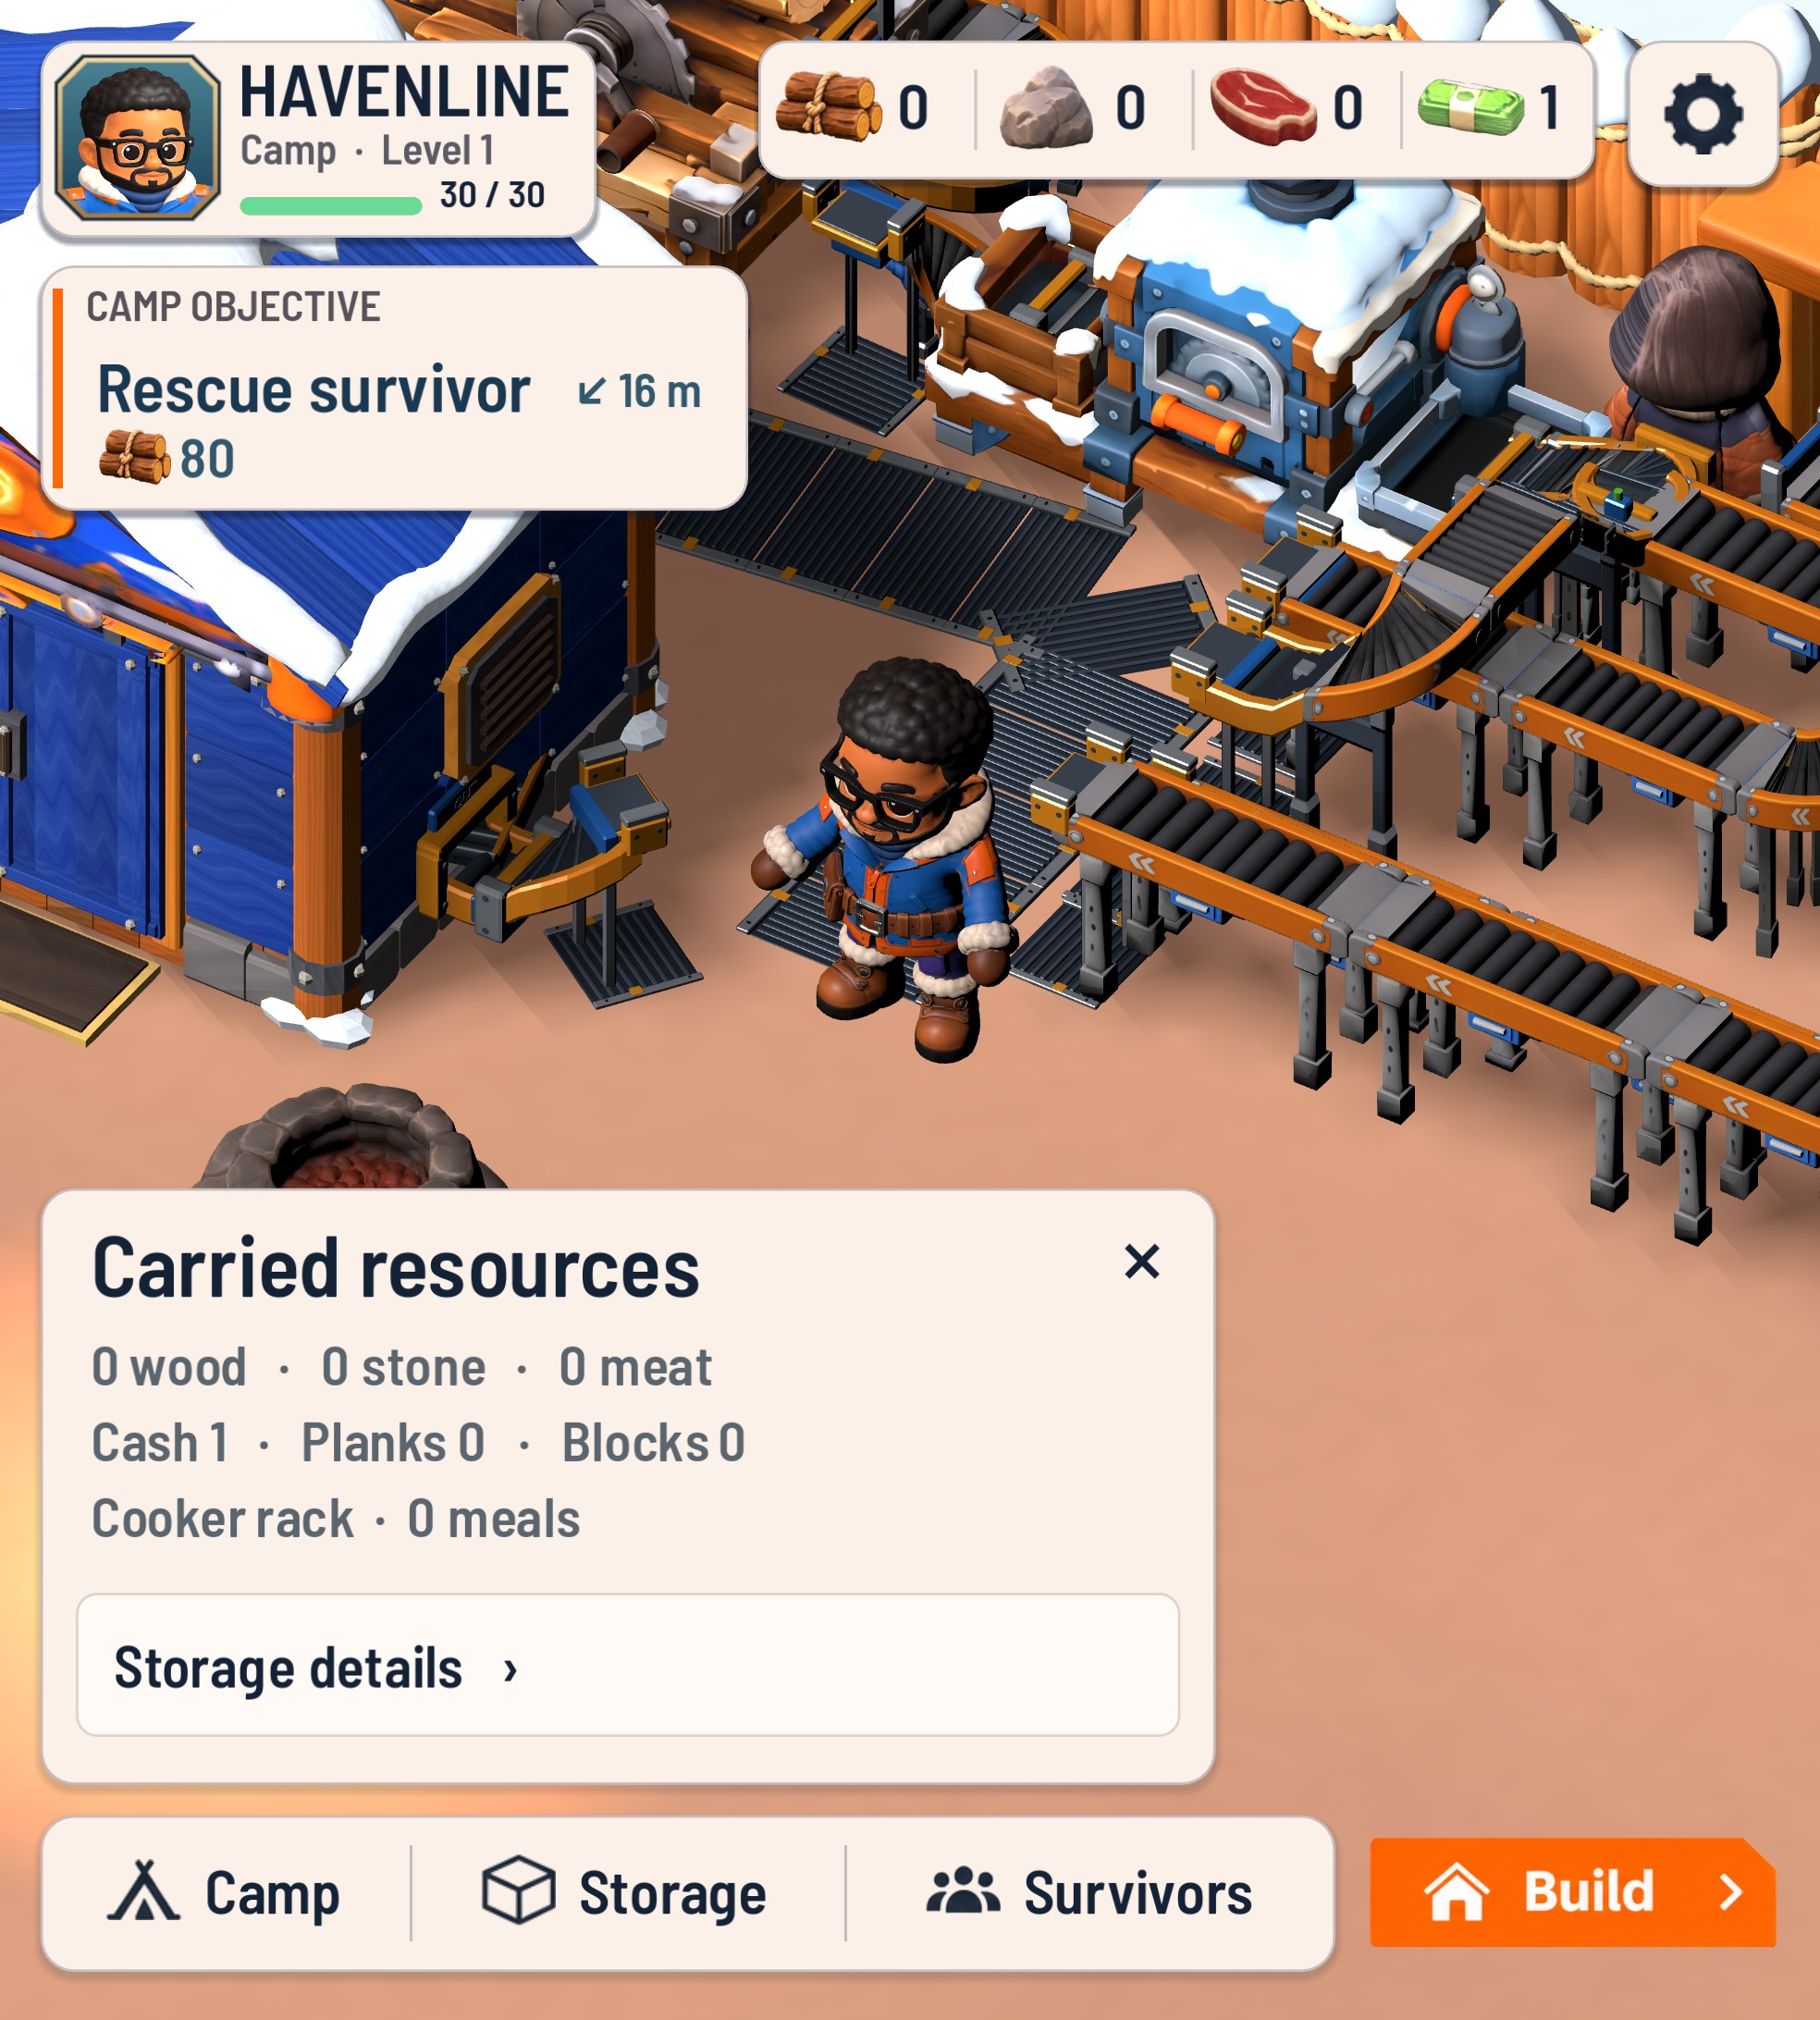 HAVENLINE
Camp · Level 1
30 / 30
0 0 0 1
CAMP OBJECTIVE
Rescue survivor ↙ 16 m
80
Carried resources ×
0 wood · 0 stone · 0 meat
Cash 1 · Planks 0 · Blocks 0
Cooker rack · 0 meals
Storage details ›
Camp Storage Survivors Build ›